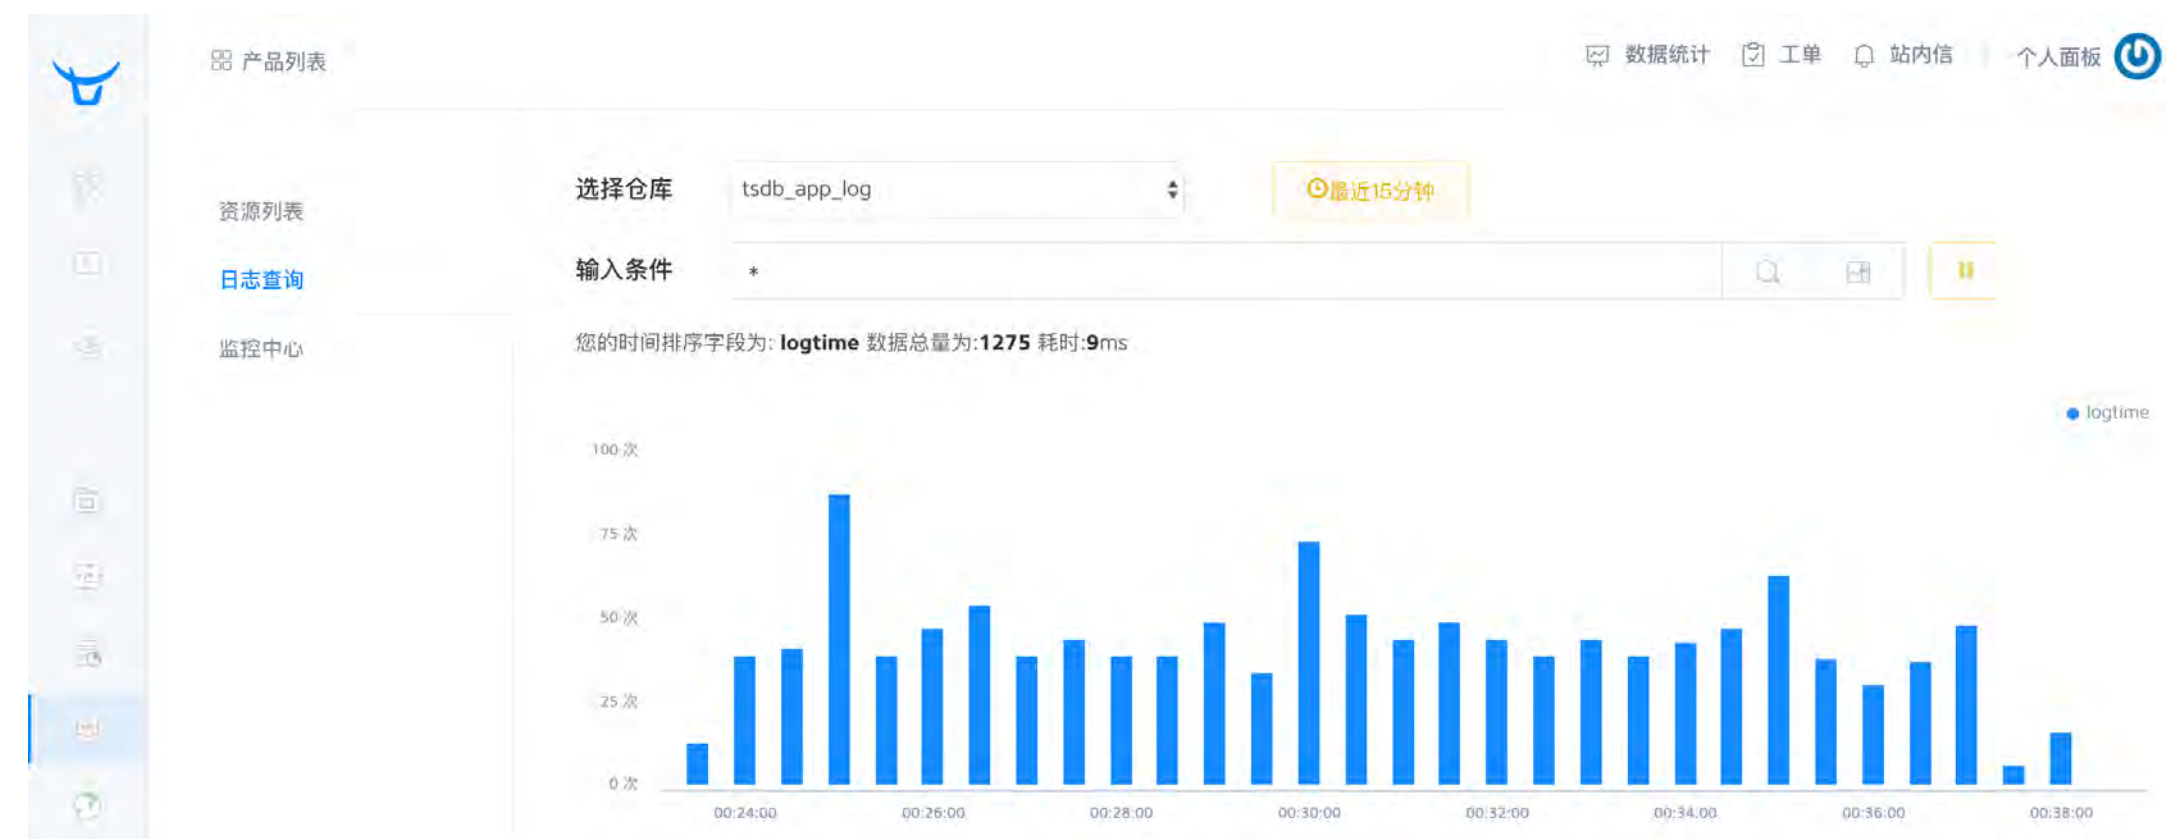 产品列表
数据统计 工单 站内信 个人面板
资源列表
日志查询
监控中心
选择仓库 tsdb_app_log 最近15分钟
输入条件 *
您的时间排序字段为: logtime 数据总量为:1275 耗时:9ms
logtime
100 次
75 次
50 次
25 次
0 次
00:24:00 00:26:00 00:28:00 00:30:00 00:32:00 00:34:00 00:36:00 00:38:00